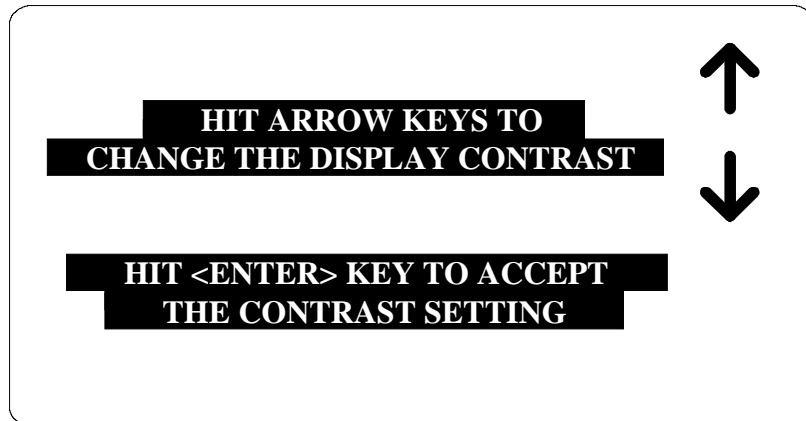 HIT ARROW KEYS TO
CHANGE THE DISPLAY CONTRAST
HIT <ENTER> KEY TO ACCEPT
THE CONTRAST SETTING